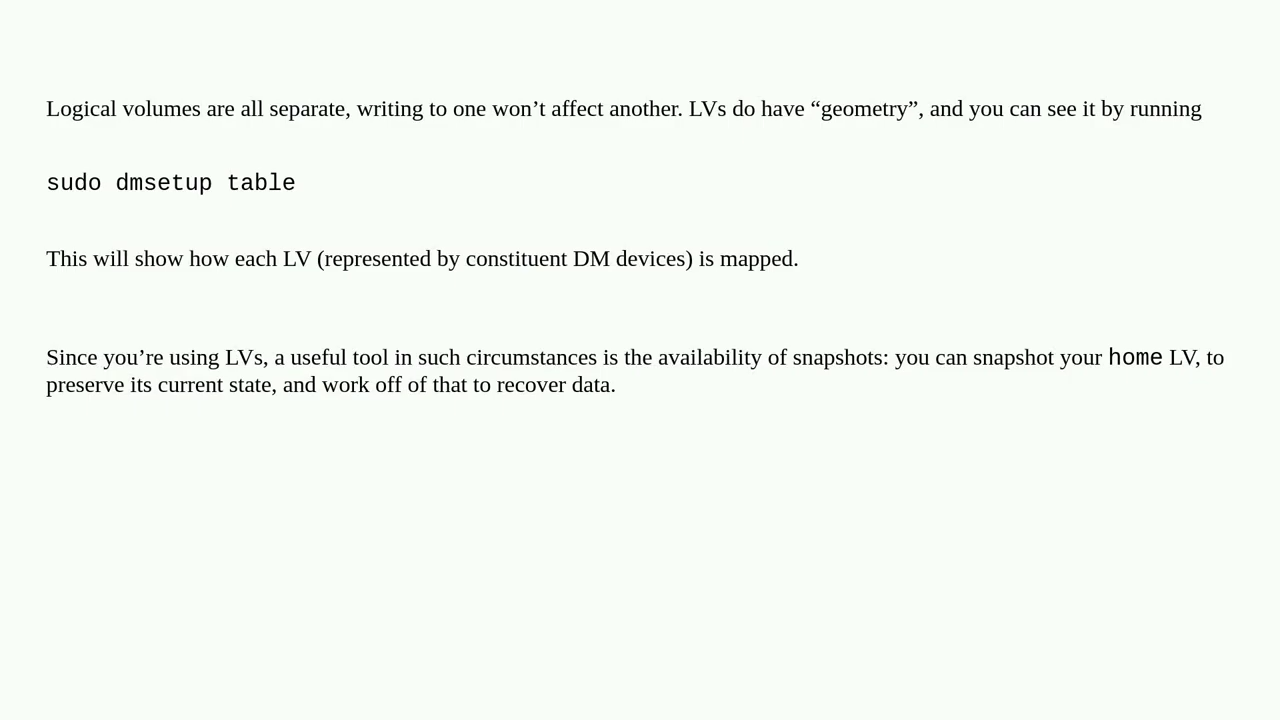 Logical volumes are all separate, writing to one won’t affect another. LVs do have “geometry”, and you can see it by running
sudo dmsetup table
This will show how each LV (represented by constituent DM devices) is mapped.
Since you’re using LVs, a useful tool in such circumstances is the availability of snapshots: you can snapshot your home LV, to
preserve its current state, and work off of that to recover data.